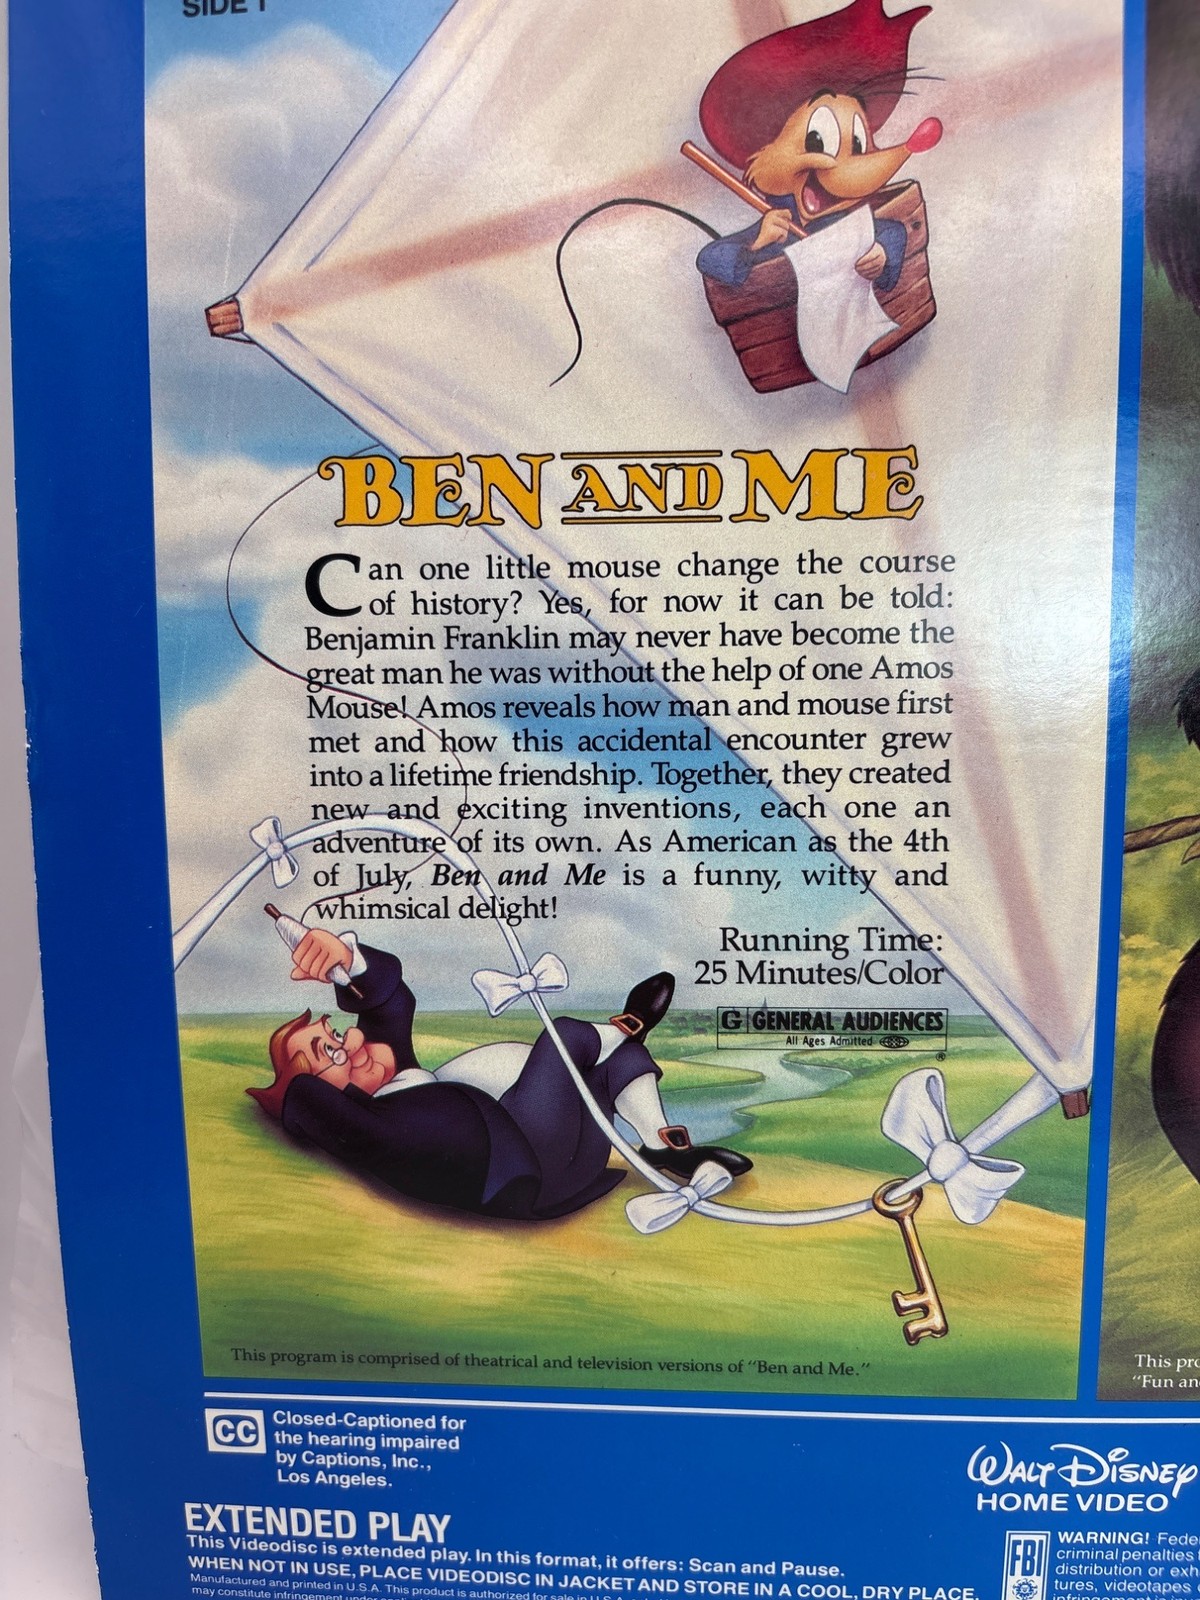 SIDE 1
BEN AND ME
Can one little mouse change the course
of history? Yes, for now it can be told:
Benjamin Franklin may never have become the
great man he was without the help of one Amos
Mouse! Amos reveals how man and mouse first
met and how this accidental encounter grew
into a lifetime friendship. Together, they created
new and exciting inventions, each one an
adventure of its own. As American as the 4th
of July, Ben and Me is a funny, witty and
whimsical delight!
Running Time:
25 Minutes/Color
G GENERAL AUDIENCES
All Ages Admitted
®
This program is comprised of theatrical and television versions of "Ben and Me."
This pro
"Fun an
CC
Closed-Captioned for
the hearing impaired
by Captions, Inc.,
Los Angeles.
WALT DISNEY
HOME VIDEO
EXTENDED PLAY
This Videodisc is extended play. In this format, it offers: Scan and Pause.
WHEN NOT IN USE, PLACE VIDEODISC IN JACKET AND STORE IN A COOL, DRY PLACE.
Manufactured and printed in U.S.A. This product is authorized for sale in U.S.A.
may constitute infringement under
FBI
WARNING! Fede
criminal penalties
distribution or exh
tures, videotapes
infringement is in